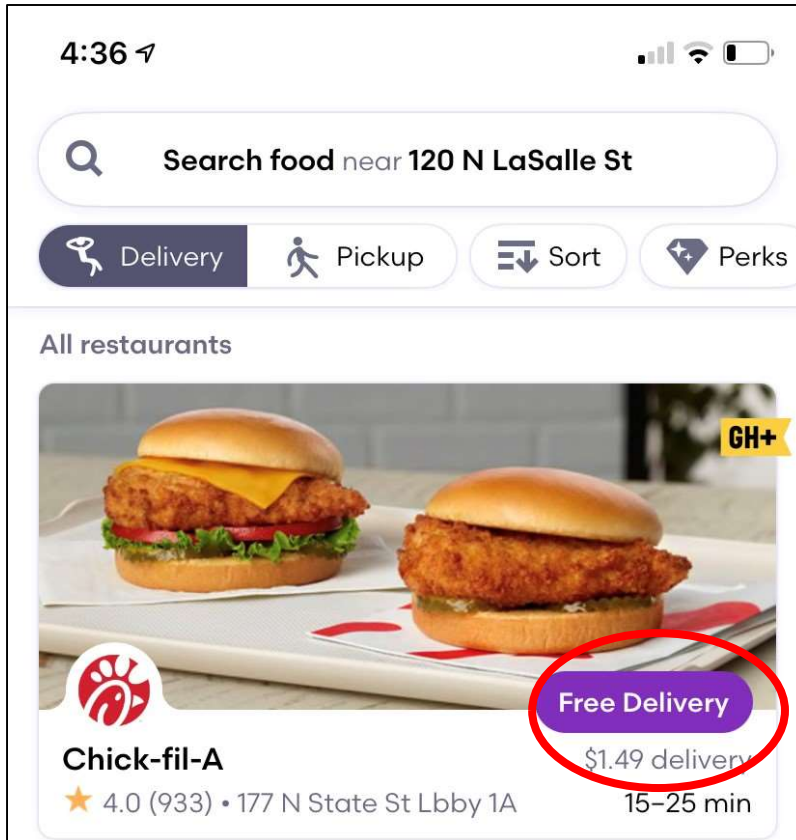 4:36
Search food near 120 N LaSalle St
Delivery Pickup Sort Perks
All restaurants
GH+
Free Delivery
Chick-fil-A $1.49 delivery
4.0 (933) • 177 N State St Lbby 1A 15–25 min